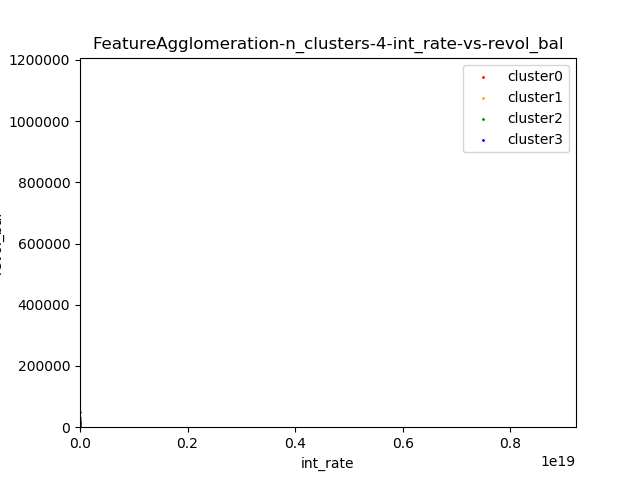 FeatureAgglomeration-n_clusters-4-int_rate-vs-revol_bal
1200000
1000000
800000
600000
400000
200000
0
0.0
0.2
0.4
0.6
0.8
1e19
int_rate
cluster0
cluster1
cluster2
cluster3